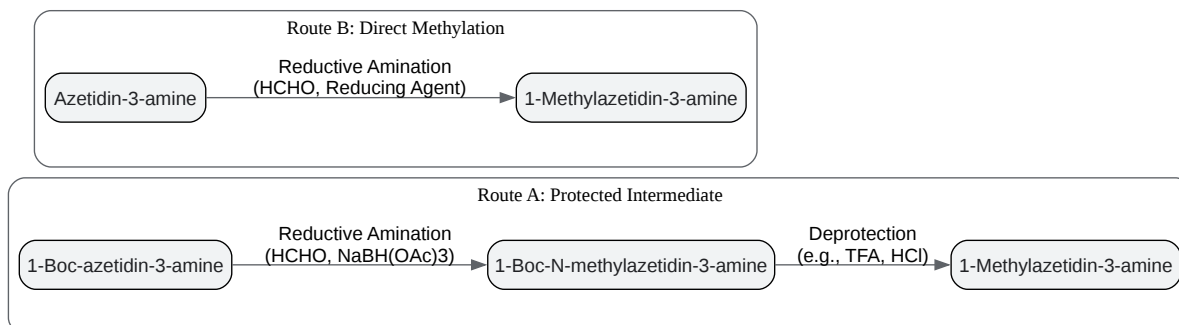 Route B: Direct Methylation
Reductive Amination
(HCHO, Reducing Agent)
Azetidin-3-amine
1-Methylazetidin-3-amine
Route A: Protected Intermediate
Reductive Amination
(HCHO, NaBH(OAc)3)
Deprotection
(e.g., TFA, HCl)
1-Boc-azetidin-3-amine
1-Boc-N-methylazetidin-3-amine
1-Methylazetidin-3-amine